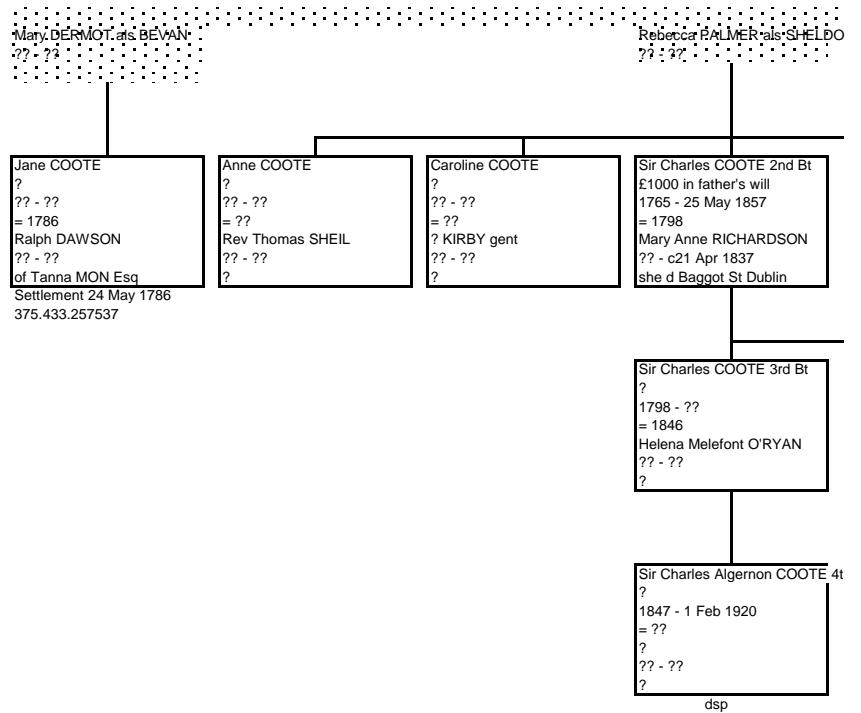 Mary DERMOT als BEVAN
?? - ??
Rebecca PALMER als SHELDO
?? - ??
Jane COOTE
?
?? - ??
= 1786
Ralph DAWSON
?? - ??
of Tanna MON Esq
Settlement 24 May 1786
375.433.257537
Anne COOTE
?
?? - ??
= ??
Rev Thomas SHEIL
?? - ??
?
Caroline COOTE
?
?? - ??
= ??
? KIRBY gent
?? - ??
?
Sir Charles COOTE 2nd Bt
£1000 in father's will
1765 - 25 May 1857
= 1798
Mary Anne RICHARDSON
?? - c21 Apr 1837
she d Baggot St Dublin
Sir Charles COOTE 3rd Bt
?
1798 - ??
= 1846
Helena Melefont O'RYAN
?? - ??
?
Sir Charles Algernon COOTE 4t
?
1847 - 1 Feb 1920
= ??
?
?? - ??
?
dsp